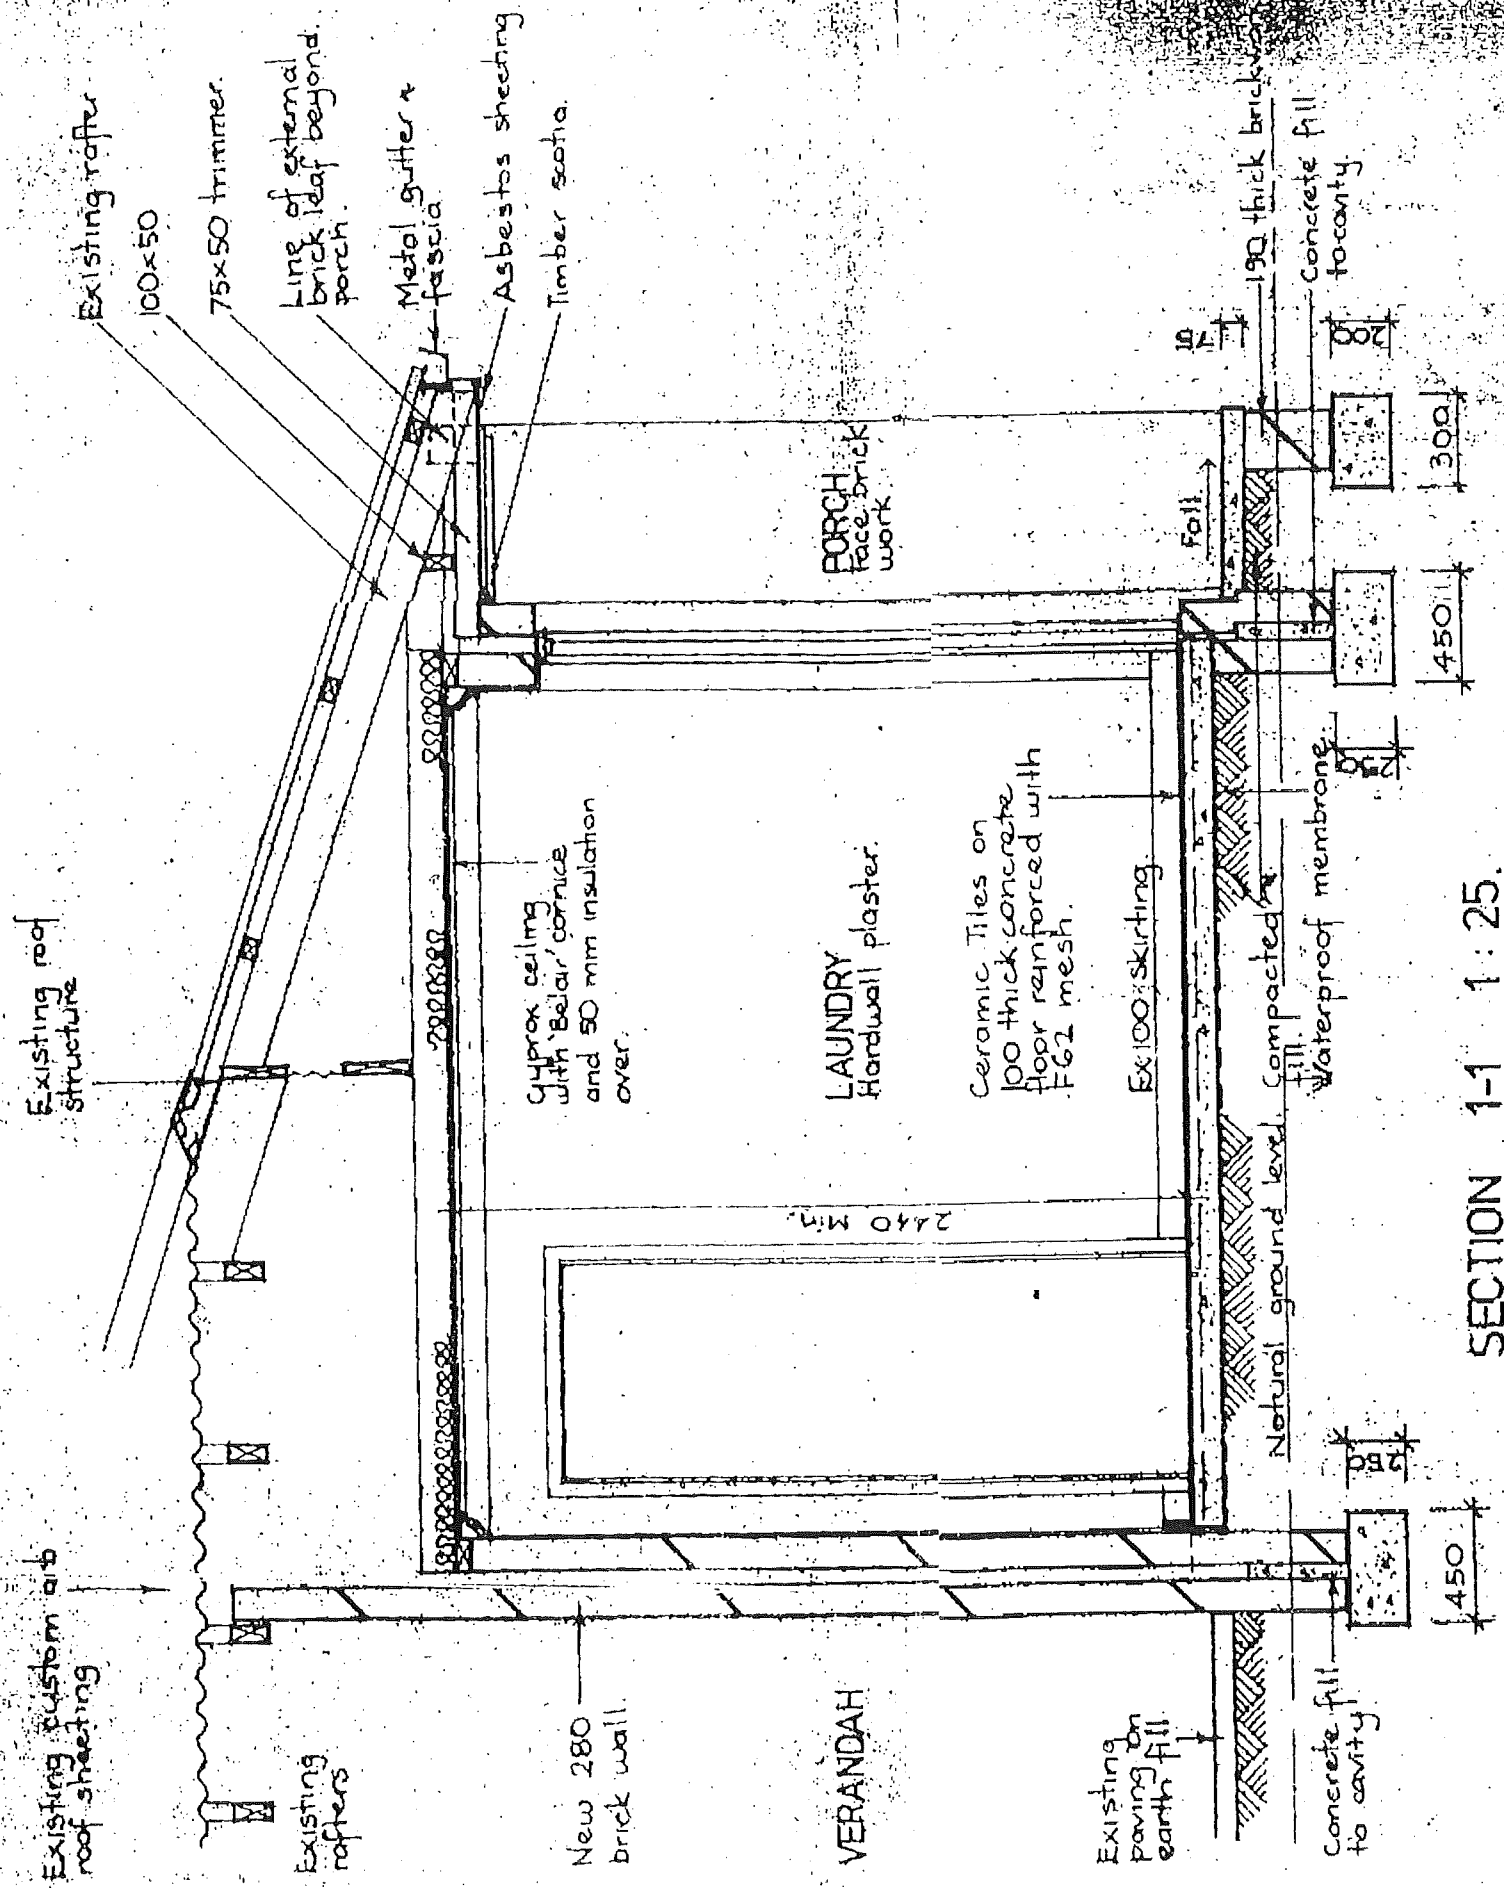 Existing custom orb
roof sheeting
Existing roof
structure
Existing rafter
100x50
75x50 trimmer.
Line of external
brick leaf beyond
porch.
Metal gutter &
fascia
Asbestos sheeting
Timber scotia.
Existing
rafters
Gyprox ceiling
with 'Belair' cornice
and 50 mm insulation
over.
New 280
brick wall.
VERANDAH
LAUNDRY
Hardwall plaster.
PORCH
face brick
work.
2440 Min.
Ceramic Tiles on
100 thick concrete
floor reinforced with
F62 mesh.
Ex 100 skirting
Fall
75
190 thick brickwork
Concrete fill
to cavity.
Existing
paving on
earth fill
Natural ground level.
Compacted
fill.
Waterproof membrane.
Concrete fill
to cavity
250
250
200
450
450
300
SECTION 1-1 1:25.